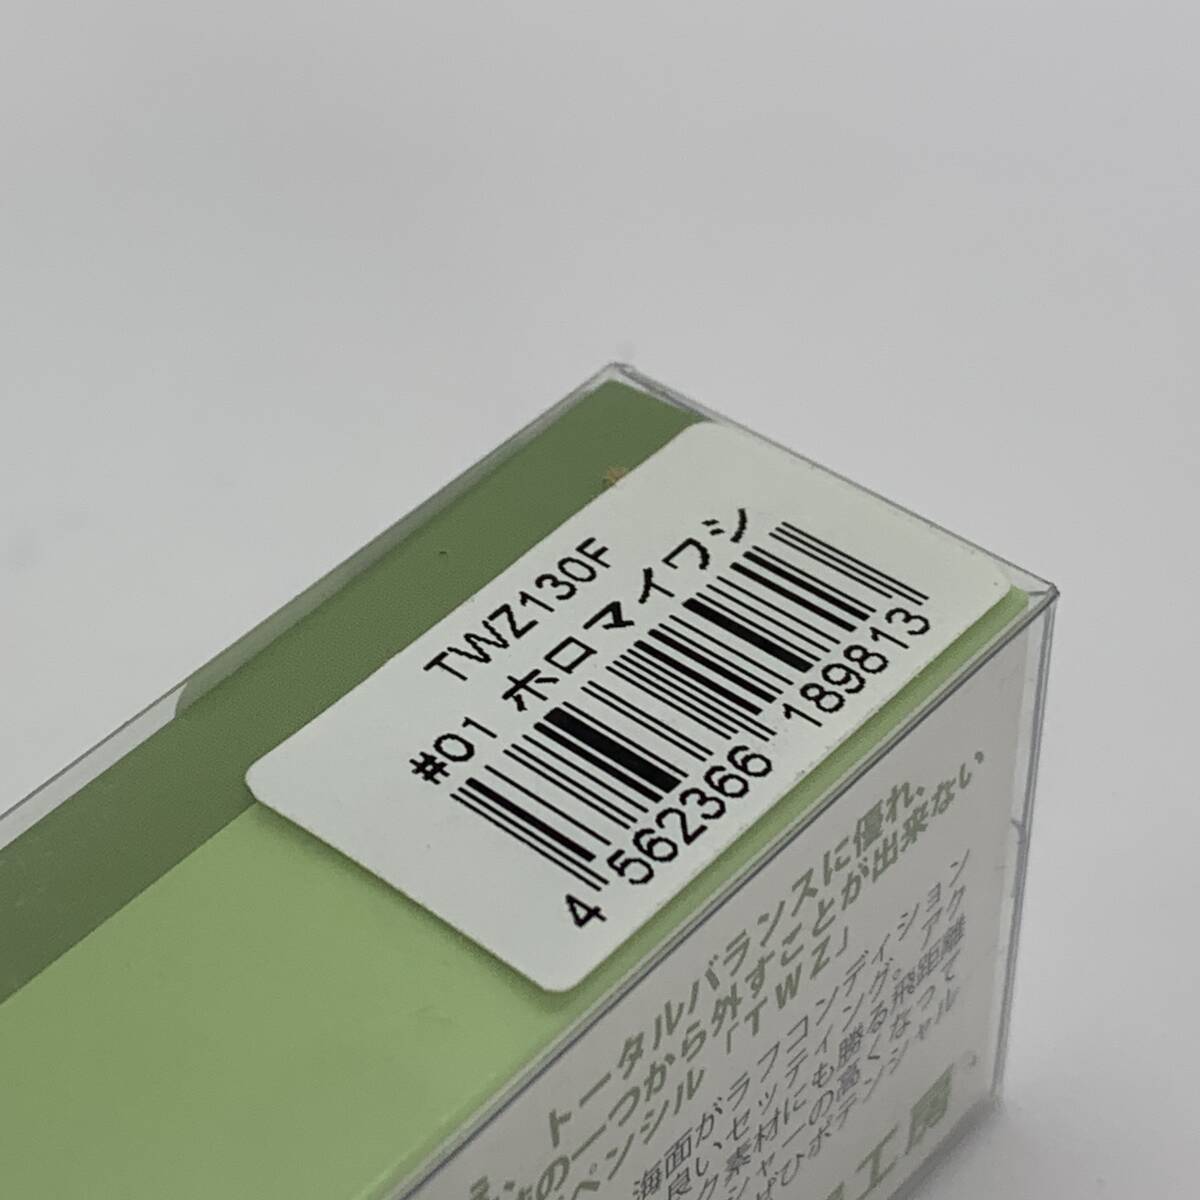 TWZ130F
#01 ホロマイワシ
4 562366 189813
トータルバランスに優れ、
の一つから外すことが出来ない
ペンシル「TWZ」
海面がラフコンディション
良いセッティング。アク
ク素材にも勝る飛距離
シャーの高くなって
ぜひポテンシャル
工房